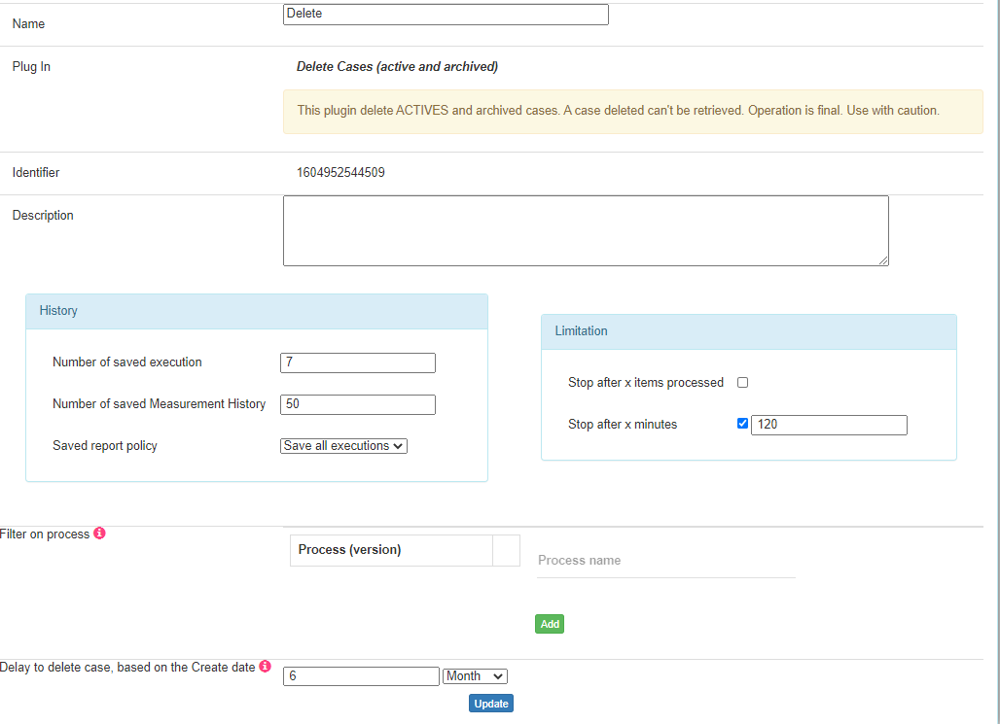 Name
Delete
Plug In
Delete Cases (active and archived)
This plugin delete ACTIVES and archived cases. A case deleted can't be retrieved. Operation is final. Use with caution.
Identifier
1604952544509
Description
History
Number of saved execution
7
Number of saved Measurement History
50
Saved report policy
Save all executions
Limitation
Stop after x items processed
Stop after x minutes
120
Filter on process
Process (version)
Process name
Add
Delay to delete case, based on the Create date
6
Month
Update